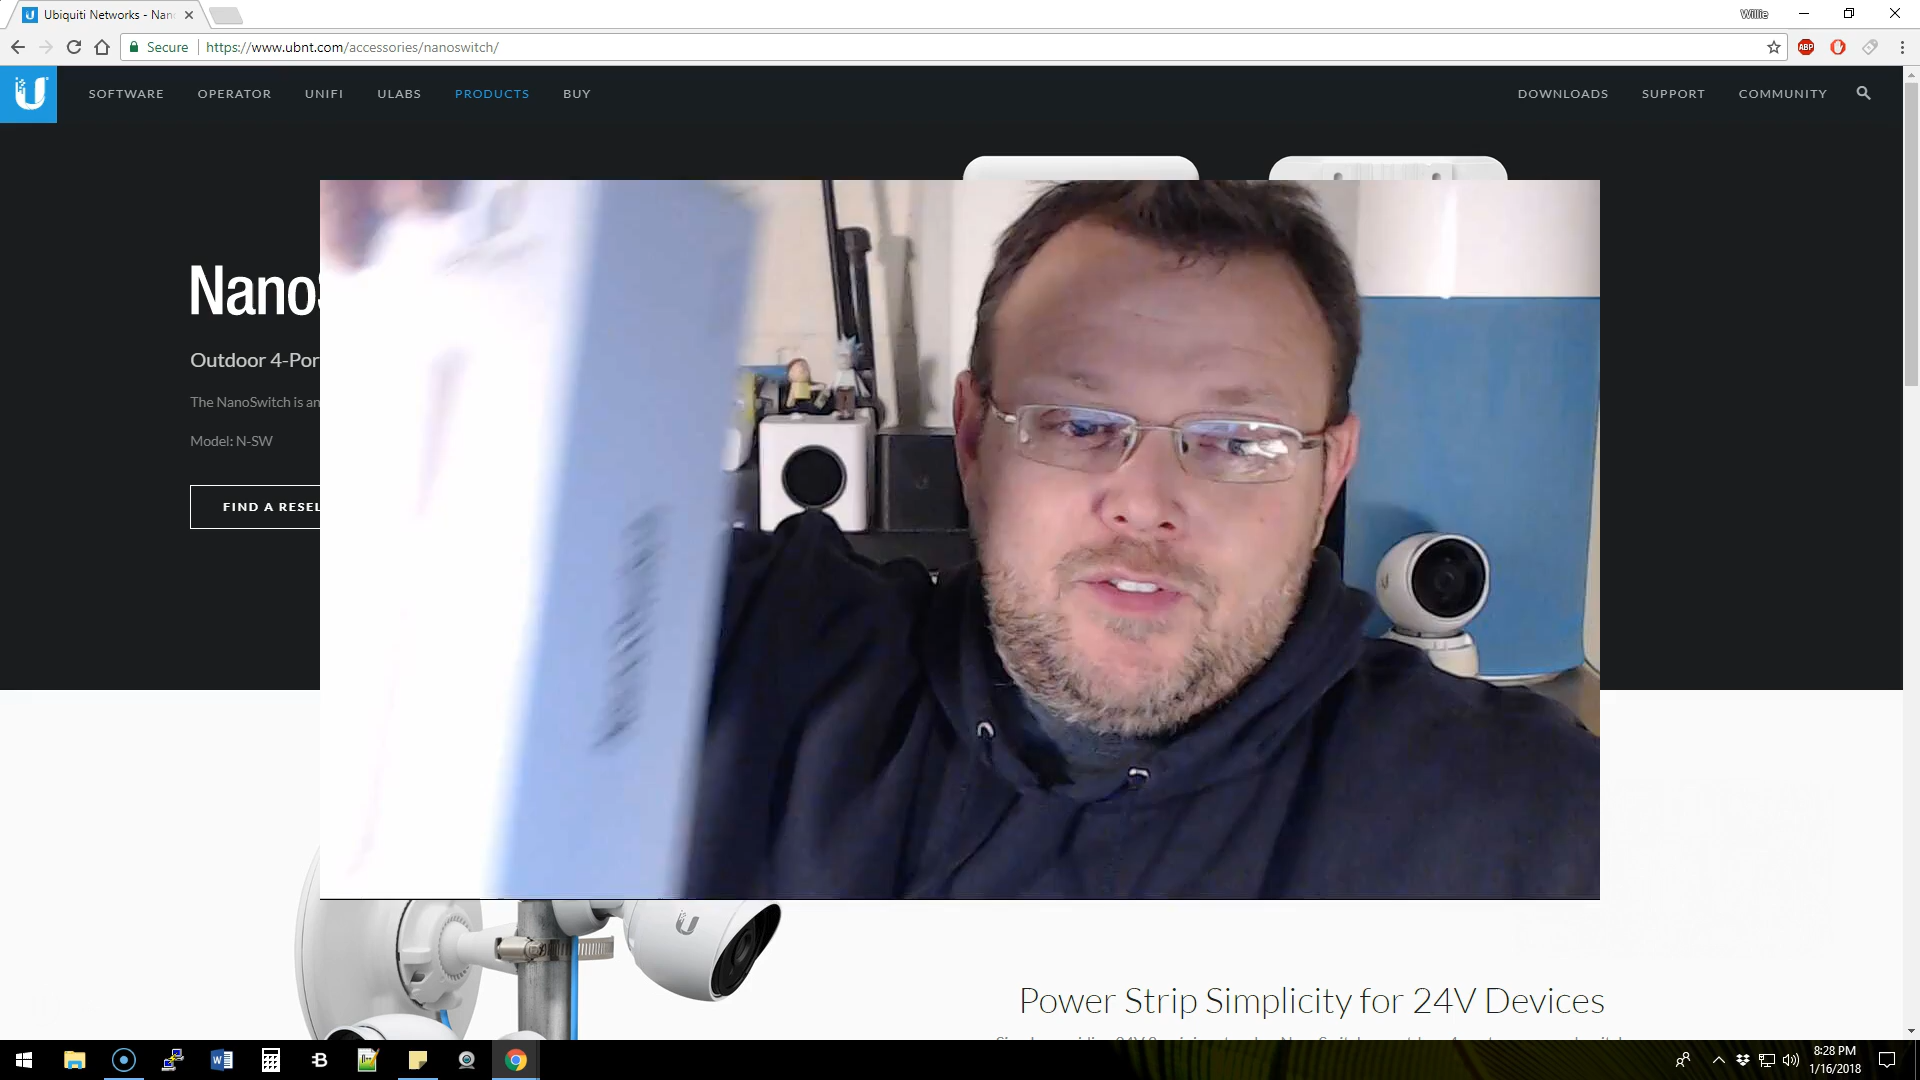 Ubiquiti Networks - Nan
Willie
Secure
https://www.ubnt.com/accessories/nanoswitch/
ABP
U
SOFTWARE
OPERATOR
UNIFI
ULABS
PRODUCTS
BUY
DOWNLOADS
SUPPORT
COMMUNITY
Nano
Outdoor 4-Por
The NanoSwitch is an
Model: N-SW
FIND A RESEL
Power Strip Simplicity for 24V Devices
8:28 PM
1/16/2018